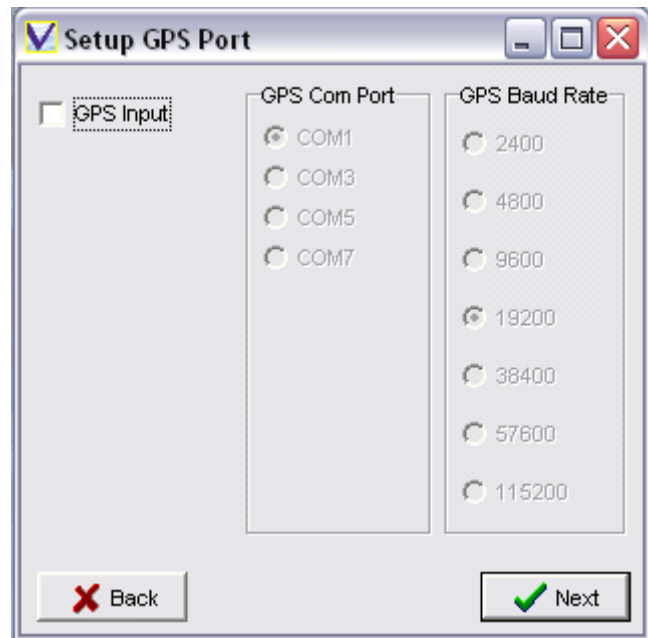 Setup GPS Port
GPS Input
GPS Com Port
COM1
COM3
COM5
COM7
GPS Baud Rate
2400
4800
9600
19200
38400
57600
115200
Back
Next